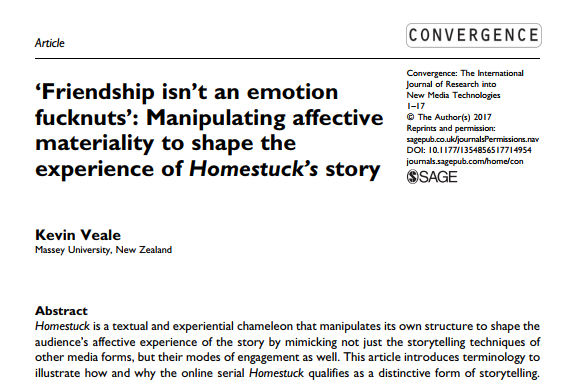 Article
CONVERGENCE
‘Friendship isn’t an emotion
fucknuts’: Manipulating affective
materiality to shape the
experience of Homestuck’s story
Convergence: The International
Journal of Research into
New Media Technologies
1–17
© The Author(s) 2017
Reprints and permission:
sagepub.co.uk/journalsPermissions.nav
DOI: 10.1177/1354856517714954
journals.sagepub.com/home/con
SAGE
Kevin Veale
Massey University, New Zealand
Abstract
Homestuck is a textual and experiential chameleon that manipulates its own structure to shape the
audience’s affective experience of the story by mimicking not just the storytelling techniques of
other media forms, but their modes of engagement as well. This article introduces terminology to
illustrate how and why the online serial Homestuck qualifies as a distinctive form of storytelling.